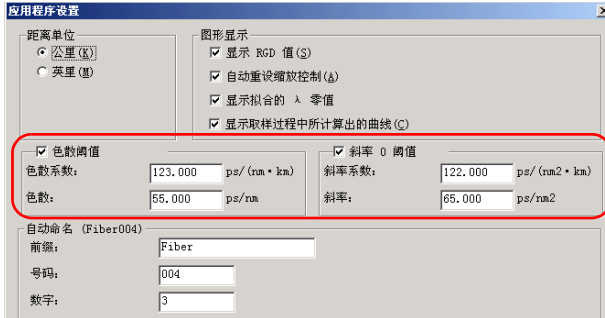 应用程序设置
距离单位
公里(K)
英里(M)
图形显示
显示 RGD 值(S)
自动重设缩放控制(A)
显示拟合的 λ 零值
显示取样过程中所计算出的曲线(C)
色散阈值
色散系数: 123.000 ps/(nm·km)
色散: 55.000 ps/nm
斜率 0 阈值
斜率系数: 122.000 ps/(nm2·km)
斜率: 65.000 ps/nm2
自动命名 (Fiber004)
前缀: Fiber
号码: 004
数字: 3